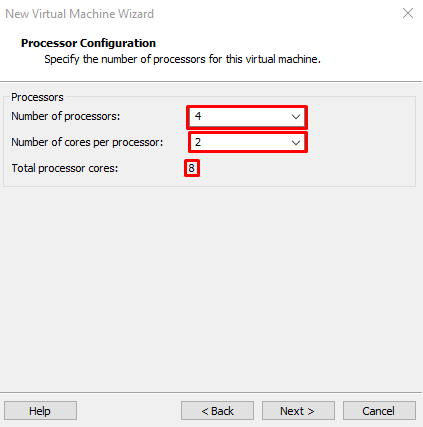 New Virtual Machine Wizard
Processor Configuration
Specify the number of processors for this virtual machine.
Processors
Number of processors: 4
Number of cores per processor: 2
Total processor cores: 8
Help < Back Next > Cancel